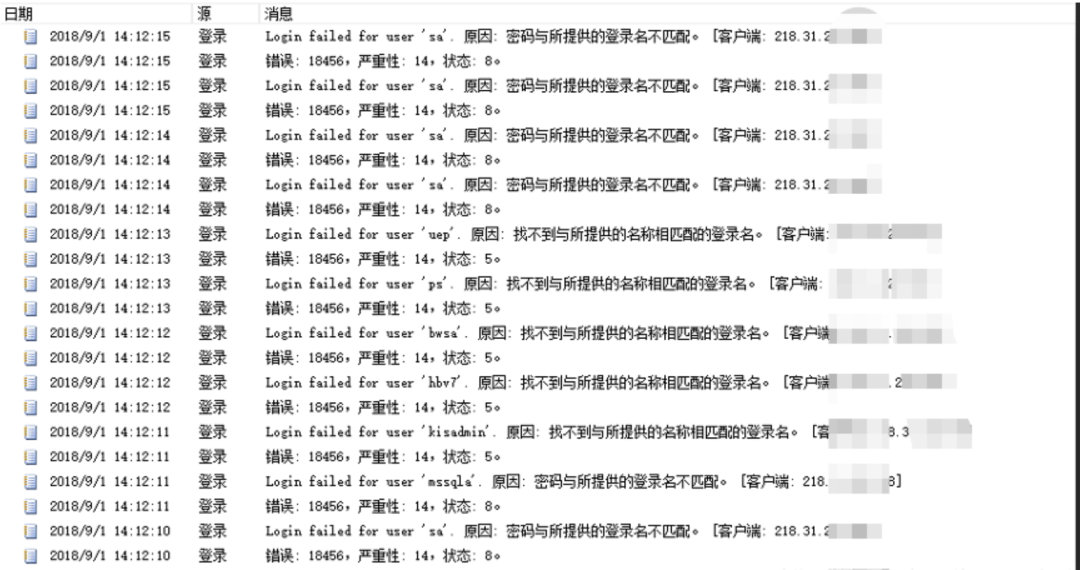 日期 源 消息
2018/9/1 14:12:15 登录 Login failed for user 'sa'. 原因: 密码与所提供的登录名不匹配。 [客户端: 218.31.2
2018/9/1 14:12:15 登录 错误: 18456，严重性: 14，状态: 8。
2018/9/1 14:12:15 登录 Login failed for user 'sa'. 原因: 密码与所提供的登录名不匹配。 [客户端: 218.31.2
2018/9/1 14:12:15 登录 错误: 18456，严重性: 14，状态: 8。
2018/9/1 14:12:14 登录 Login failed for user 'sa'. 原因: 密码与所提供的登录名不匹配。 [客户端: 218.31.2
2018/9/1 14:12:14 登录 错误: 18456，严重性: 14，状态: 8。
2018/9/1 14:12:14 登录 Login failed for user 'sa'. 原因: 密码与所提供的登录名不匹配。 [客户端: 218.31.2
2018/9/1 14:12:14 登录 错误: 18456，严重性: 14，状态: 8。
2018/9/1 14:12:13 登录 Login failed for user 'uep'. 原因: 找不到与所提供的名称相匹配的登录名。 [客户端: 2
2018/9/1 14:12:13 登录 错误: 18456，严重性: 14，状态: 5。
2018/9/1 14:12:13 登录 Login failed for user 'ps'. 原因: 找不到与所提供的名称相匹配的登录名。 [客户端: 2
2018/9/1 14:12:13 登录 错误: 18456，严重性: 14，状态: 5。
2018/9/1 14:12:12 登录 Login failed for user 'bwsa'. 原因: 找不到与所提供的名称相匹配的登录名。 [客户端 .
2018/9/1 14:12:12 登录 错误: 18456，严重性: 14，状态: 5。
2018/9/1 14:12:12 登录 Login failed for user 'hbv7'. 原因: 找不到与所提供的名称相匹配的登录名。 [客户端 .2
2018/9/1 14:12:12 登录 错误: 18456，严重性: 14，状态: 5。
2018/9/1 14:12:11 登录 Login failed for user 'kisadmin'. 原因: 找不到与所提供的名称相匹配的登录名。 [客 8.3
2018/9/1 14:12:11 登录 错误: 18456，严重性: 14，状态: 5。
2018/9/1 14:12:11 登录 Login failed for user 'mssqla'. 原因: 密码与所提供的登录名不匹配。 [客户端: 218. 8]
2018/9/1 14:12:11 登录 错误: 18456，严重性: 14，状态: 8。
2018/9/1 14:12:10 登录 Login failed for user 'sa'. 原因: 密码与所提供的登录名不匹配。 [客户端: 218.31.2
2018/9/1 14:12:10 登录 错误: 18456，严重性: 14，状态: 8。